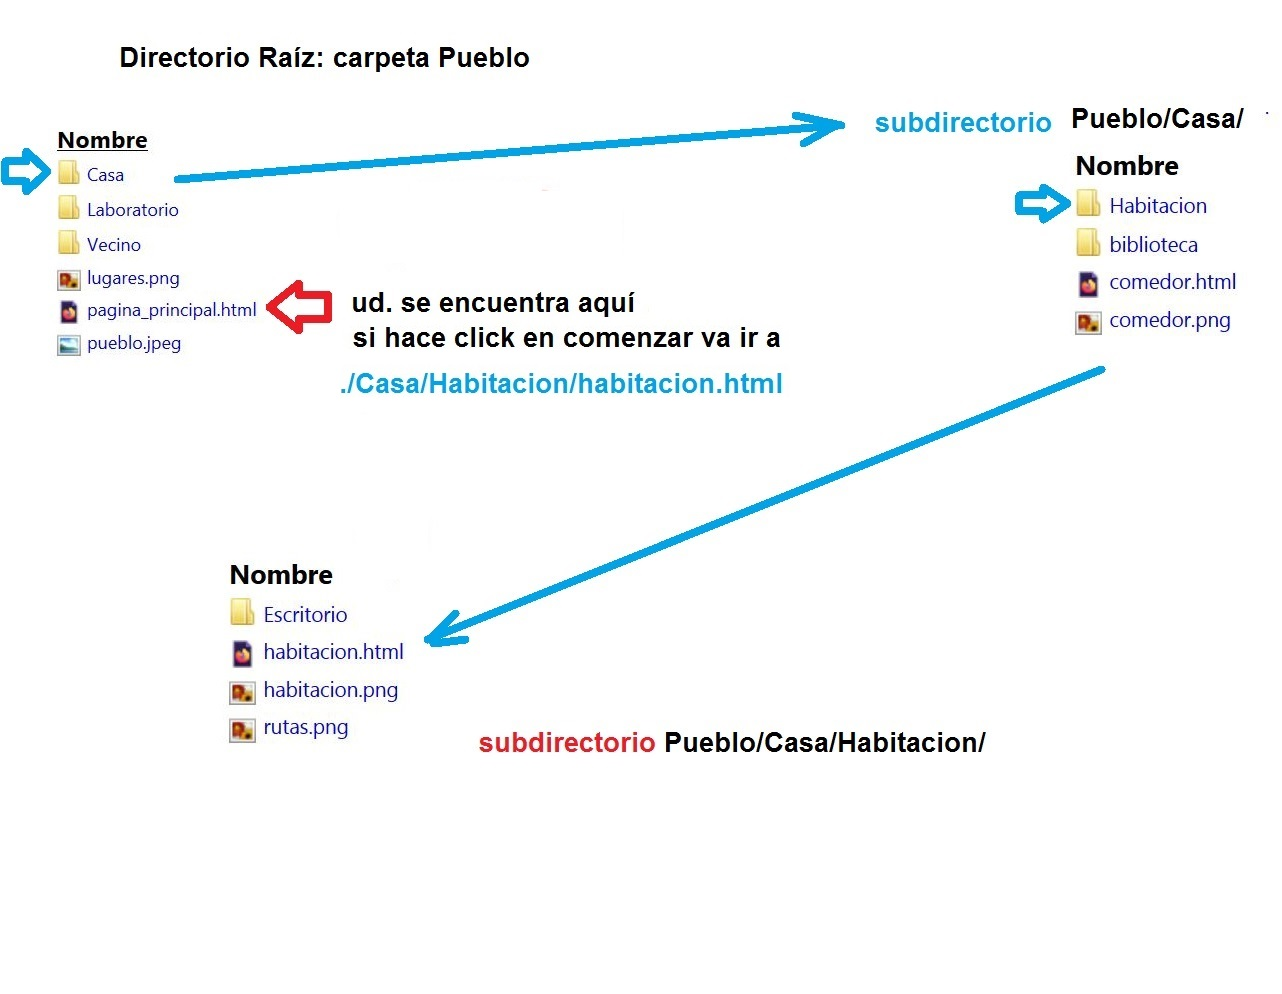 Directorio Raíz: carpeta Pueblo
Nombre
Casa
Laboratorio
Vecino
lugares.png
pagina_principal.html
pueblo.jpeg
ud. se encuentra aquí
si hace click en comenzar va ir a
./Casa/Habitacion/habitacion.html
subdirectorio Pueblo/Casa/
Nombre
Habitacion
biblioteca
comedor.html
comedor.png
Nombre
Escritorio
habitacion.html
habitacion.png
rutas.png
subdirectorio Pueblo/Casa/Habitacion/